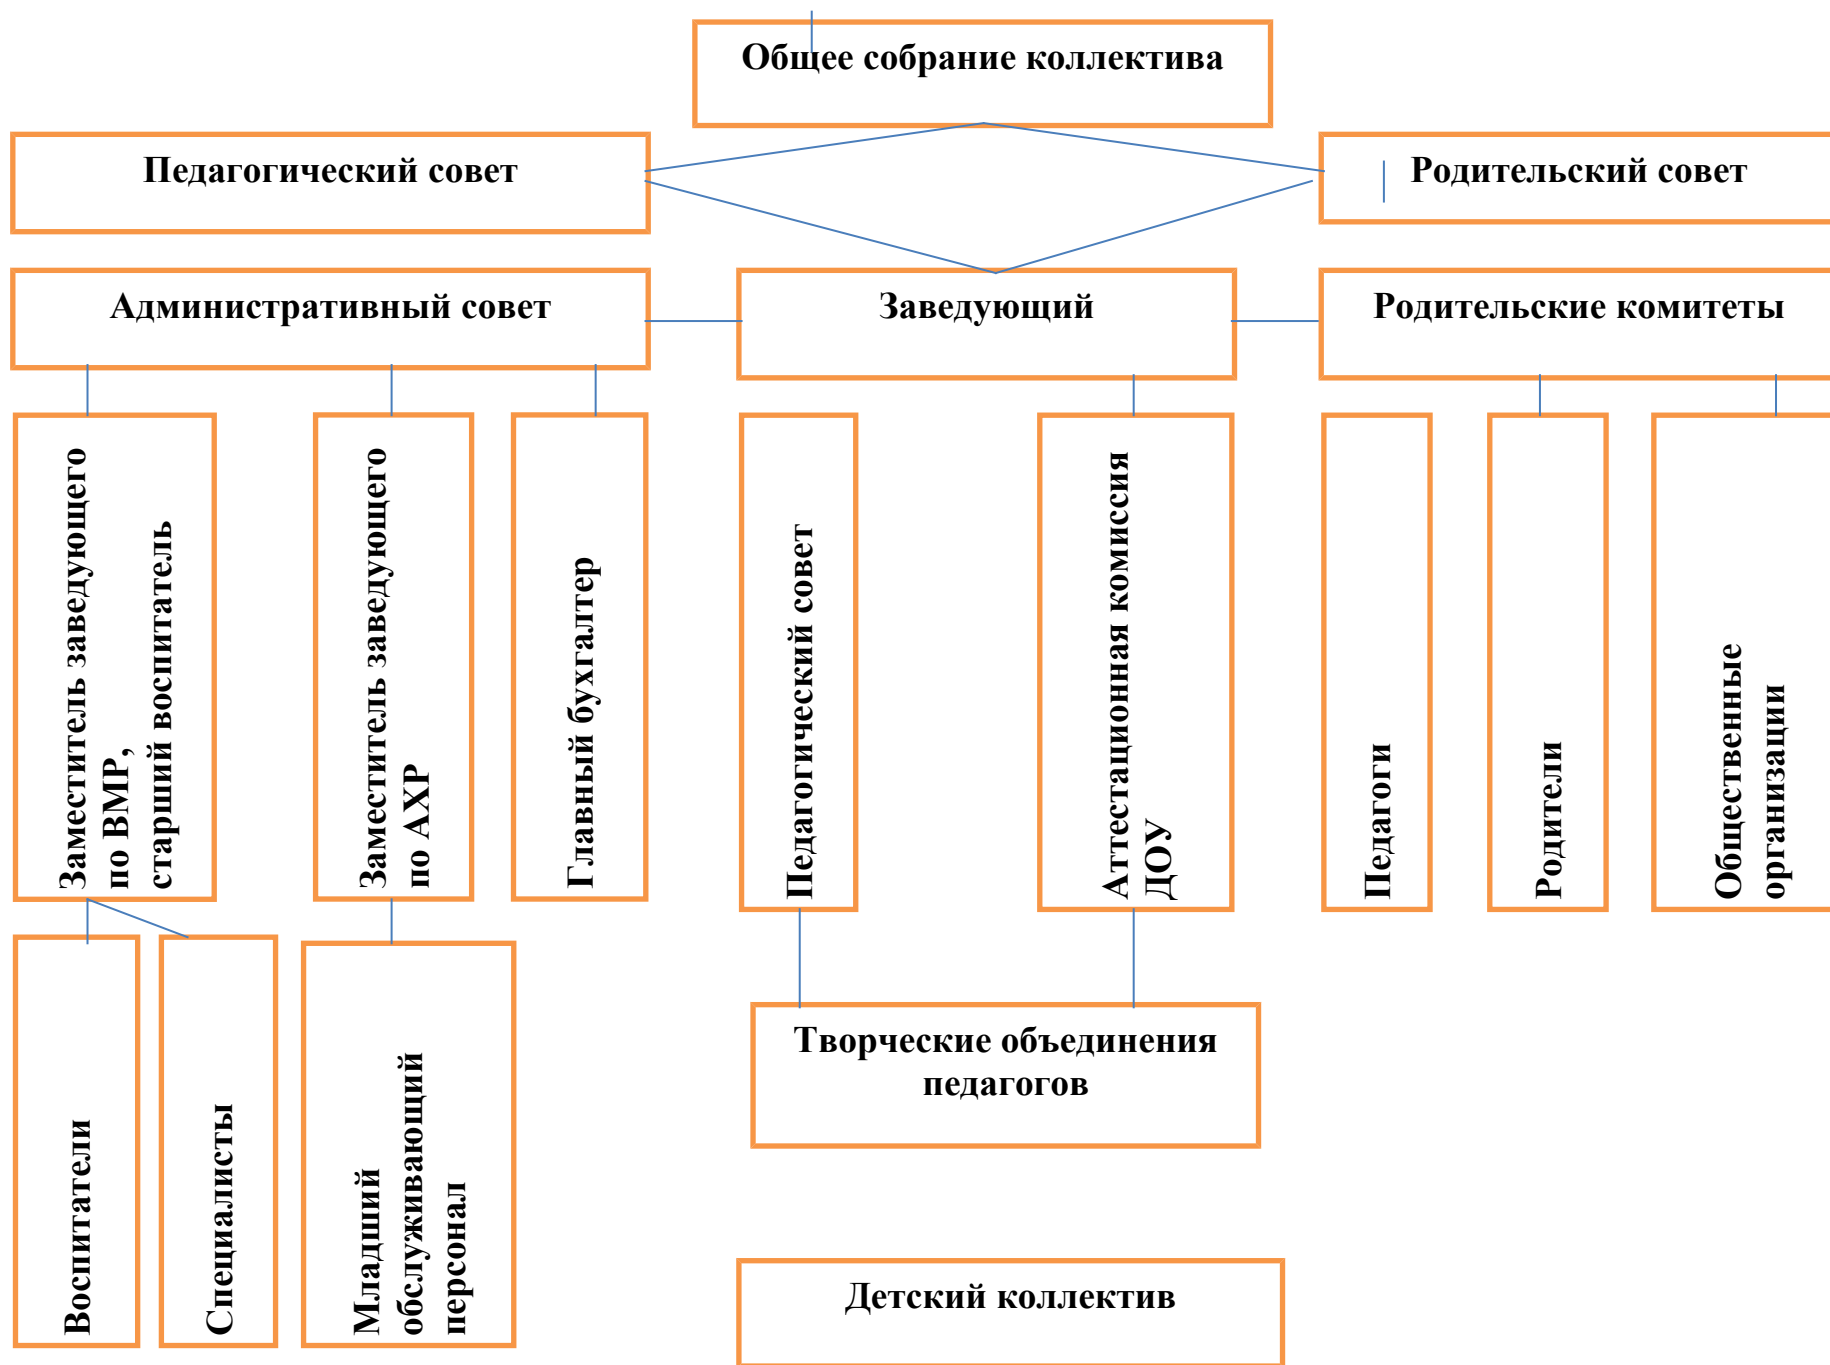 Общее собрание коллектива
Педагогический совет
Родительский совет
Административный совет
Заведующий
Родительские комитеты
Заместитель заведующего
по ВМР,
старший воспитатель
Заместитель заведующего
по АХР
Главный бухгалтер
Педагогический совет
Аттестационная комиссия
ДОУ
Педагоги
Родители
Общественные
организации
Воспитатели
Специалисты
Младший
обслуживающий
персонал
Творческие объединения
педагогов
Детский коллектив